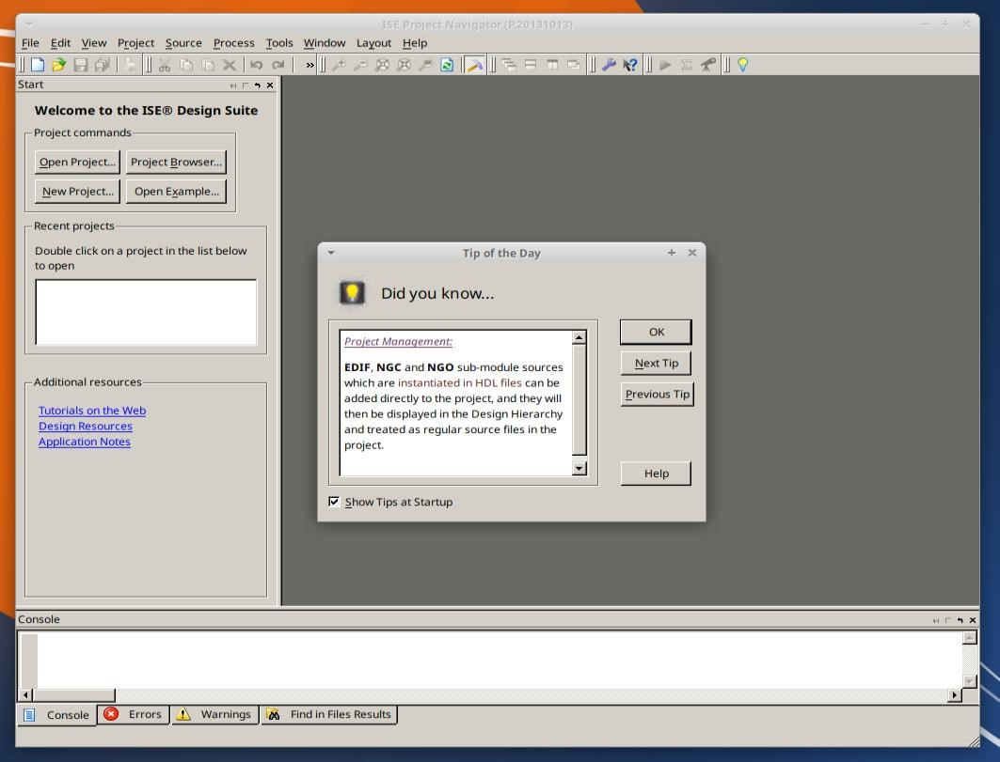 ISE Project Navigator (P.20131013)
File Edit View Project Source Process Tools Window Layout Help
»
Start
Welcome to the ISE® Design Suite
Project commands
Open Project... Project Browser...
New Project... Open Example...
Recent projects
Double click on a project in the list below
to open
Additional resources
Tutorials on the Web
Design Resources
Application Notes
Tip of the Day
Did you know...
Project Management:
EDIF, NGC and NGO sub-module sources
which are instantiated in HDL files can be
added directly to the project, and they will
then be displayed in the Design Hierarchy
and treated as regular source files in the
project.
OK
Next Tip
Previous Tip
Help
Show Tips at Startup
Console
Console Errors Warnings Find in Files Results